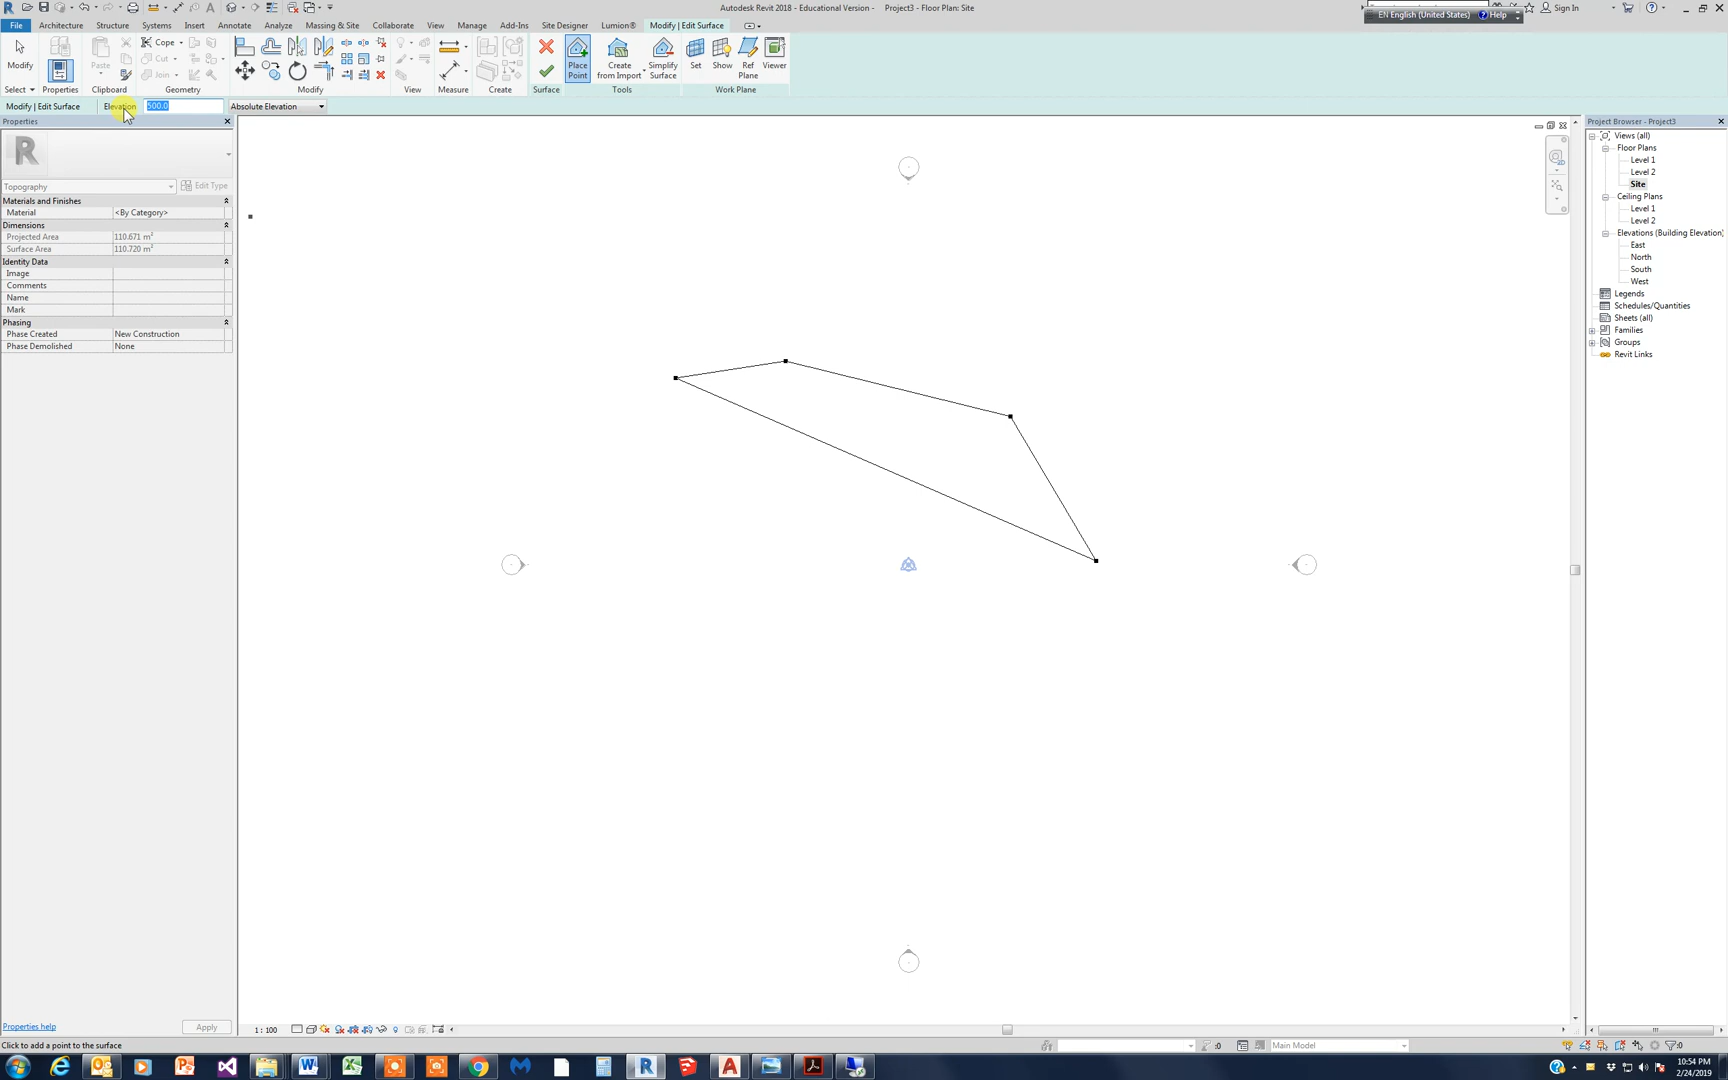 Autodesk Revit 2018 - Educational Version - Project3 - Floor Plan: Site
Sign In
EN English (United States) Help
File Architecture Structure Systems Insert Annotate Analyze Massing & Site Collaborate View Manage Add-Ins Site Designer Lumion® Modify | Edit Surface
Modify
Paste
Cope
Cut
Join
Place Point
Create from Import
Simplify Surface
Set
Show
Ref Plane
Viewer
Select Properties Clipboard Geometry Modify View Measure Create Surface Tools Work Plane
Modify | Edit Surface Elevation 500.0 Absolute Elevation
Properties
Topography Edit Type
Materials and Finishes
Material <By Category>
Dimensions
Projected Area 110.671 m²
Surface Area 110.720 m²
Identity Data
Image
Comments
Name
Mark
Phasing
Phase Created New Construction
Phase Demolished None
Properties help Apply
Project Browser - Project3
Views (all)
Floor Plans
Level 1
Level 2
Site
Ceiling Plans
Level 1
Level 2
Elevations (Building Elevation)
East
North
South
West
Legends
Schedules/Quantities
Sheets (all)
Families
Groups
Revit Links
1 : 100
Click to add a point to the surface
:0
Main Model
:0
10:54 PM
2/24/2019